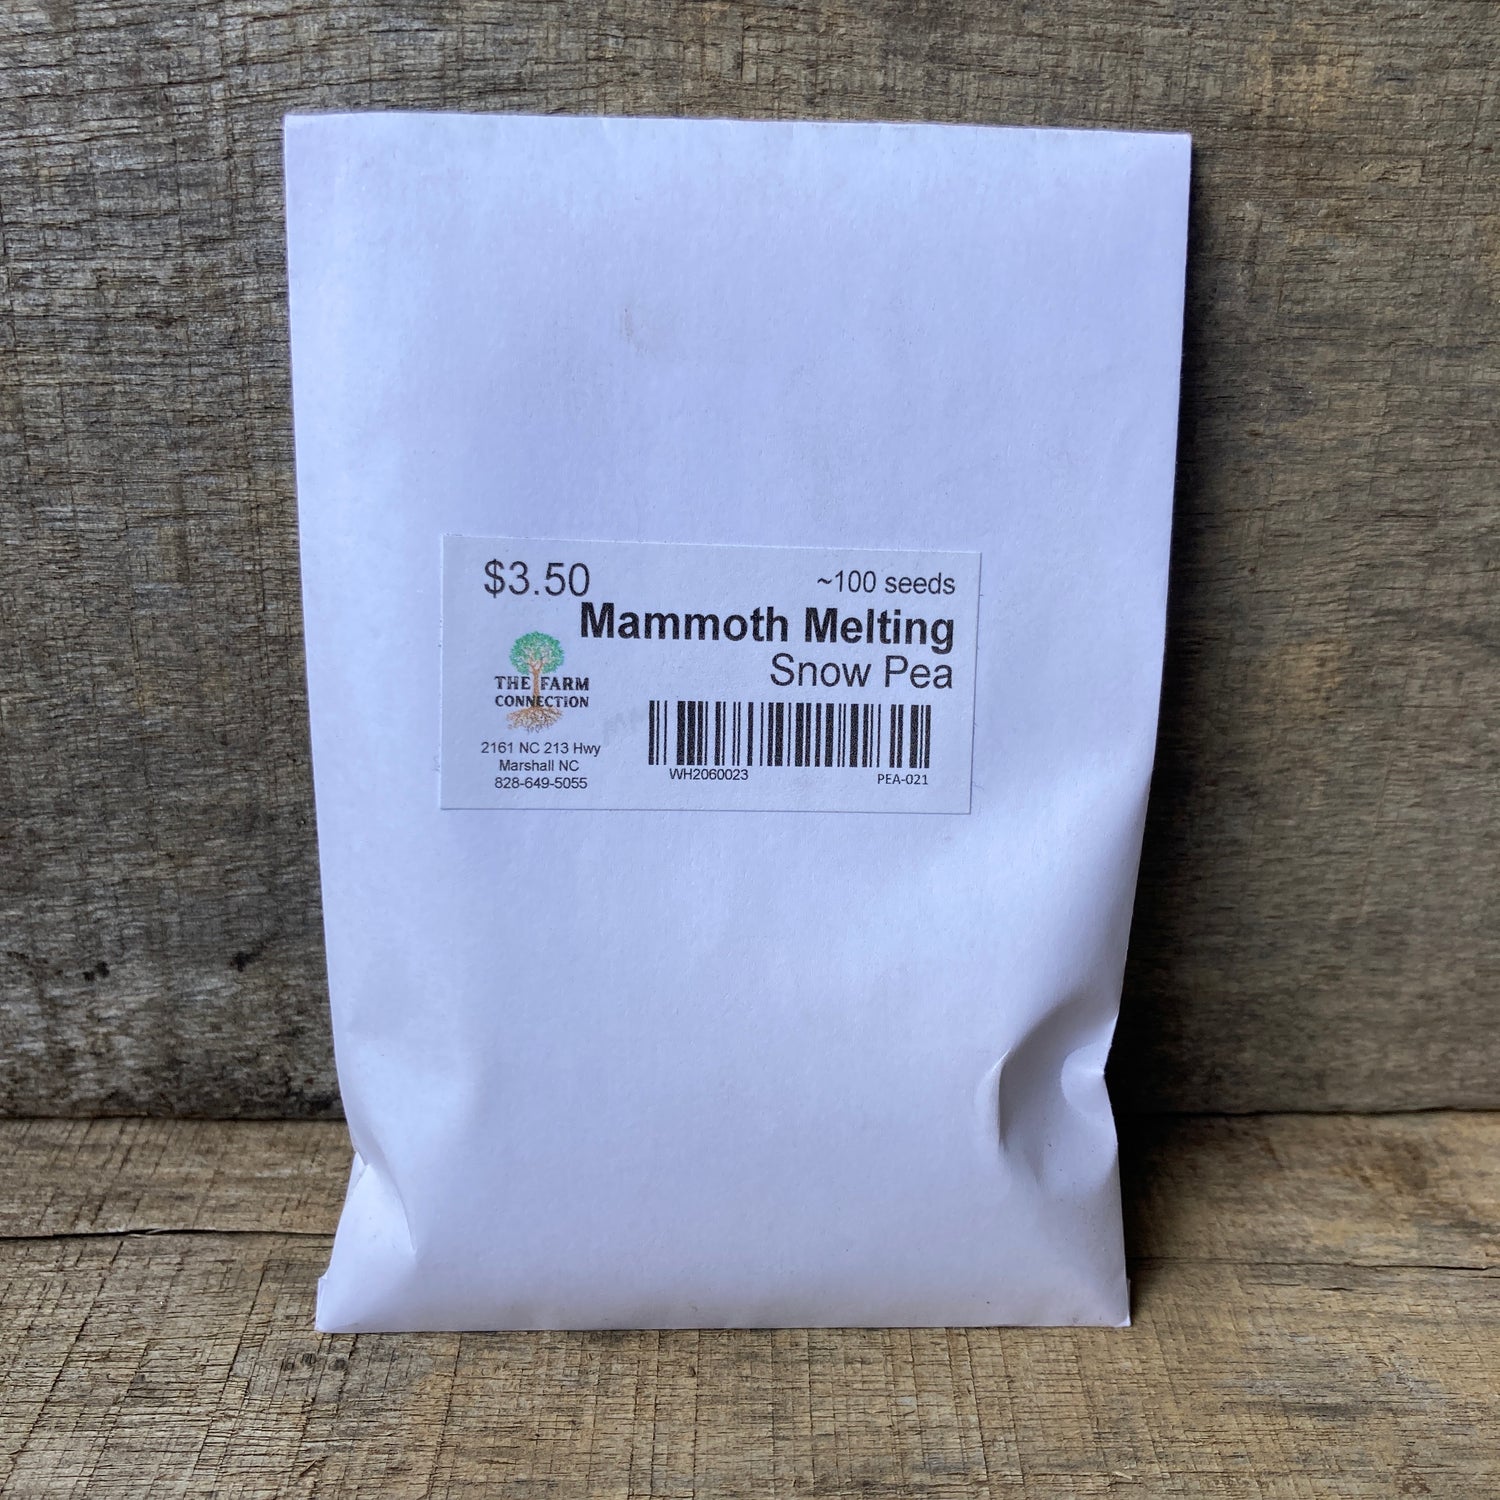 $3.50
~100 seeds
Mammoth Melting
Snow Pea
THE FARM
CONNECTION
2161 NC 213 Hwy
Marshall NC
828-649-5055
WH2060023
PEA-021